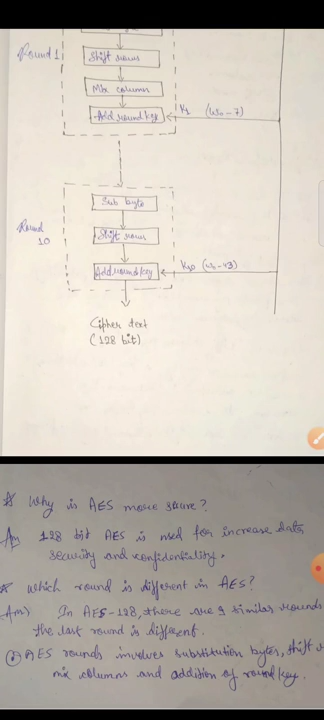 Round 1
Shift rows
Mix columns
Add round key
K1
Sub byte
Round
10
Shift rows
Add round key
K10
(w - 43)
Cipher text
(128 bit)
Why is AES more secure?
Ans 128 bit AES is used for increase data
security and confidentiality.
Which round is different in AES?
Ans) In AES-128, there are 9 similar rounds
the last round is different.
AES rounds involves substitution bytes, shift
mix columns and addition of round key.